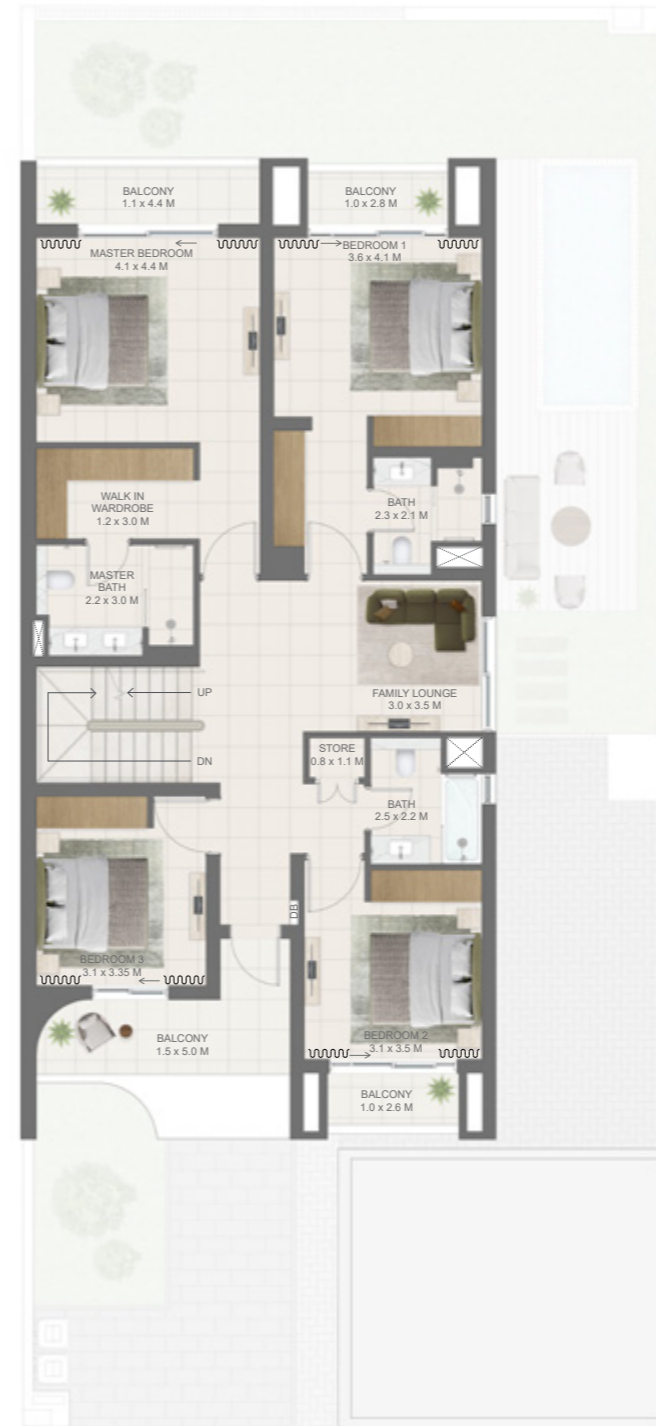 BALCONY
1.1 x 4.4 M
BALCONY
1.0 x 2.8 M
MASTER BEDROOM
4.1 x 4.4 M
BEDROOM 1
3.6 x 4.1 M
WALK IN
WARDROBE
1.2 x 3.0 M
BATH
2.3 x 2.1 M
MASTER
BATH
2.2 x 3.0 M
UP
FAMILY LOUNGE
3.0 x 3.5 M
STORE
0.8 x 1.1 M
DN
BATH
2.5 x 2.2 M
DB
BEDROOM 3
3.1 x 3.35 M
BALCONY
1.5 x 5.0 M
BEDROOM 2
3.1 x 3.5 M
BALCONY
1.0 x 2.6 M